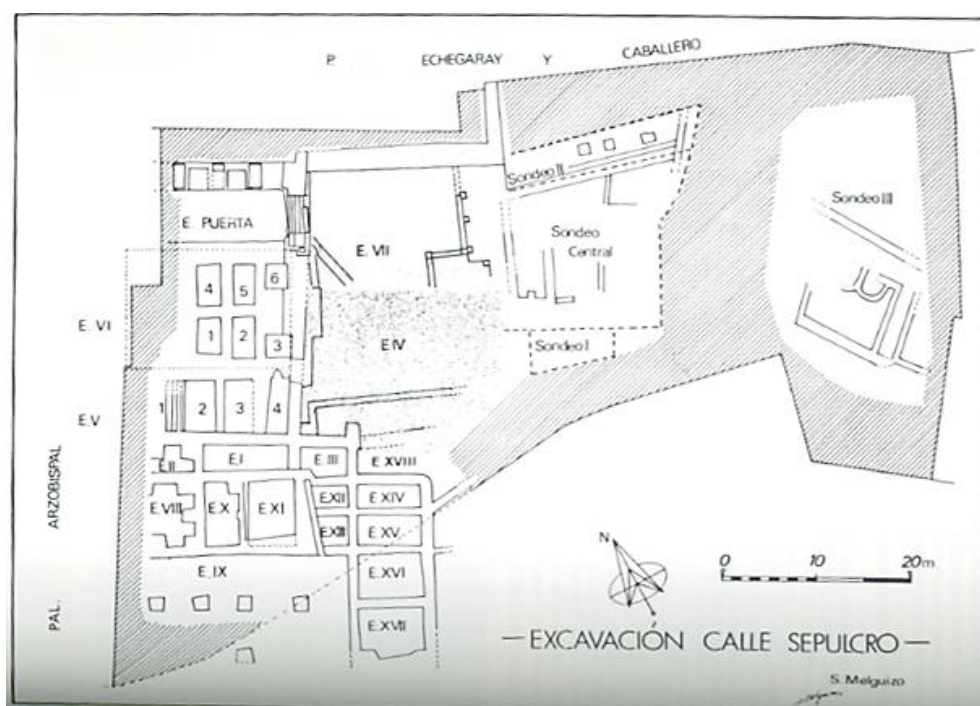 P. ECHEGARAY Y CABALLERO
Sondeo II
Sondeo III
E. PUERTA
E. VII
Sondeo
Central
4 5 6
E. VI
1 2 3
E IV
Sondeo I
E.V
1 2 3 4
E.II
E.I
E.III
E.XVIII
E.VIII
E.X
E.XI
E.XII
E.XIV
E.XIII
E.XV
E. IX
E.XVI
E.XVII
PAL. ARZOBISPAL
N
0 10 20m
— EXCAVACIÓN CALLE SEPULCRO —
S. Melguizo